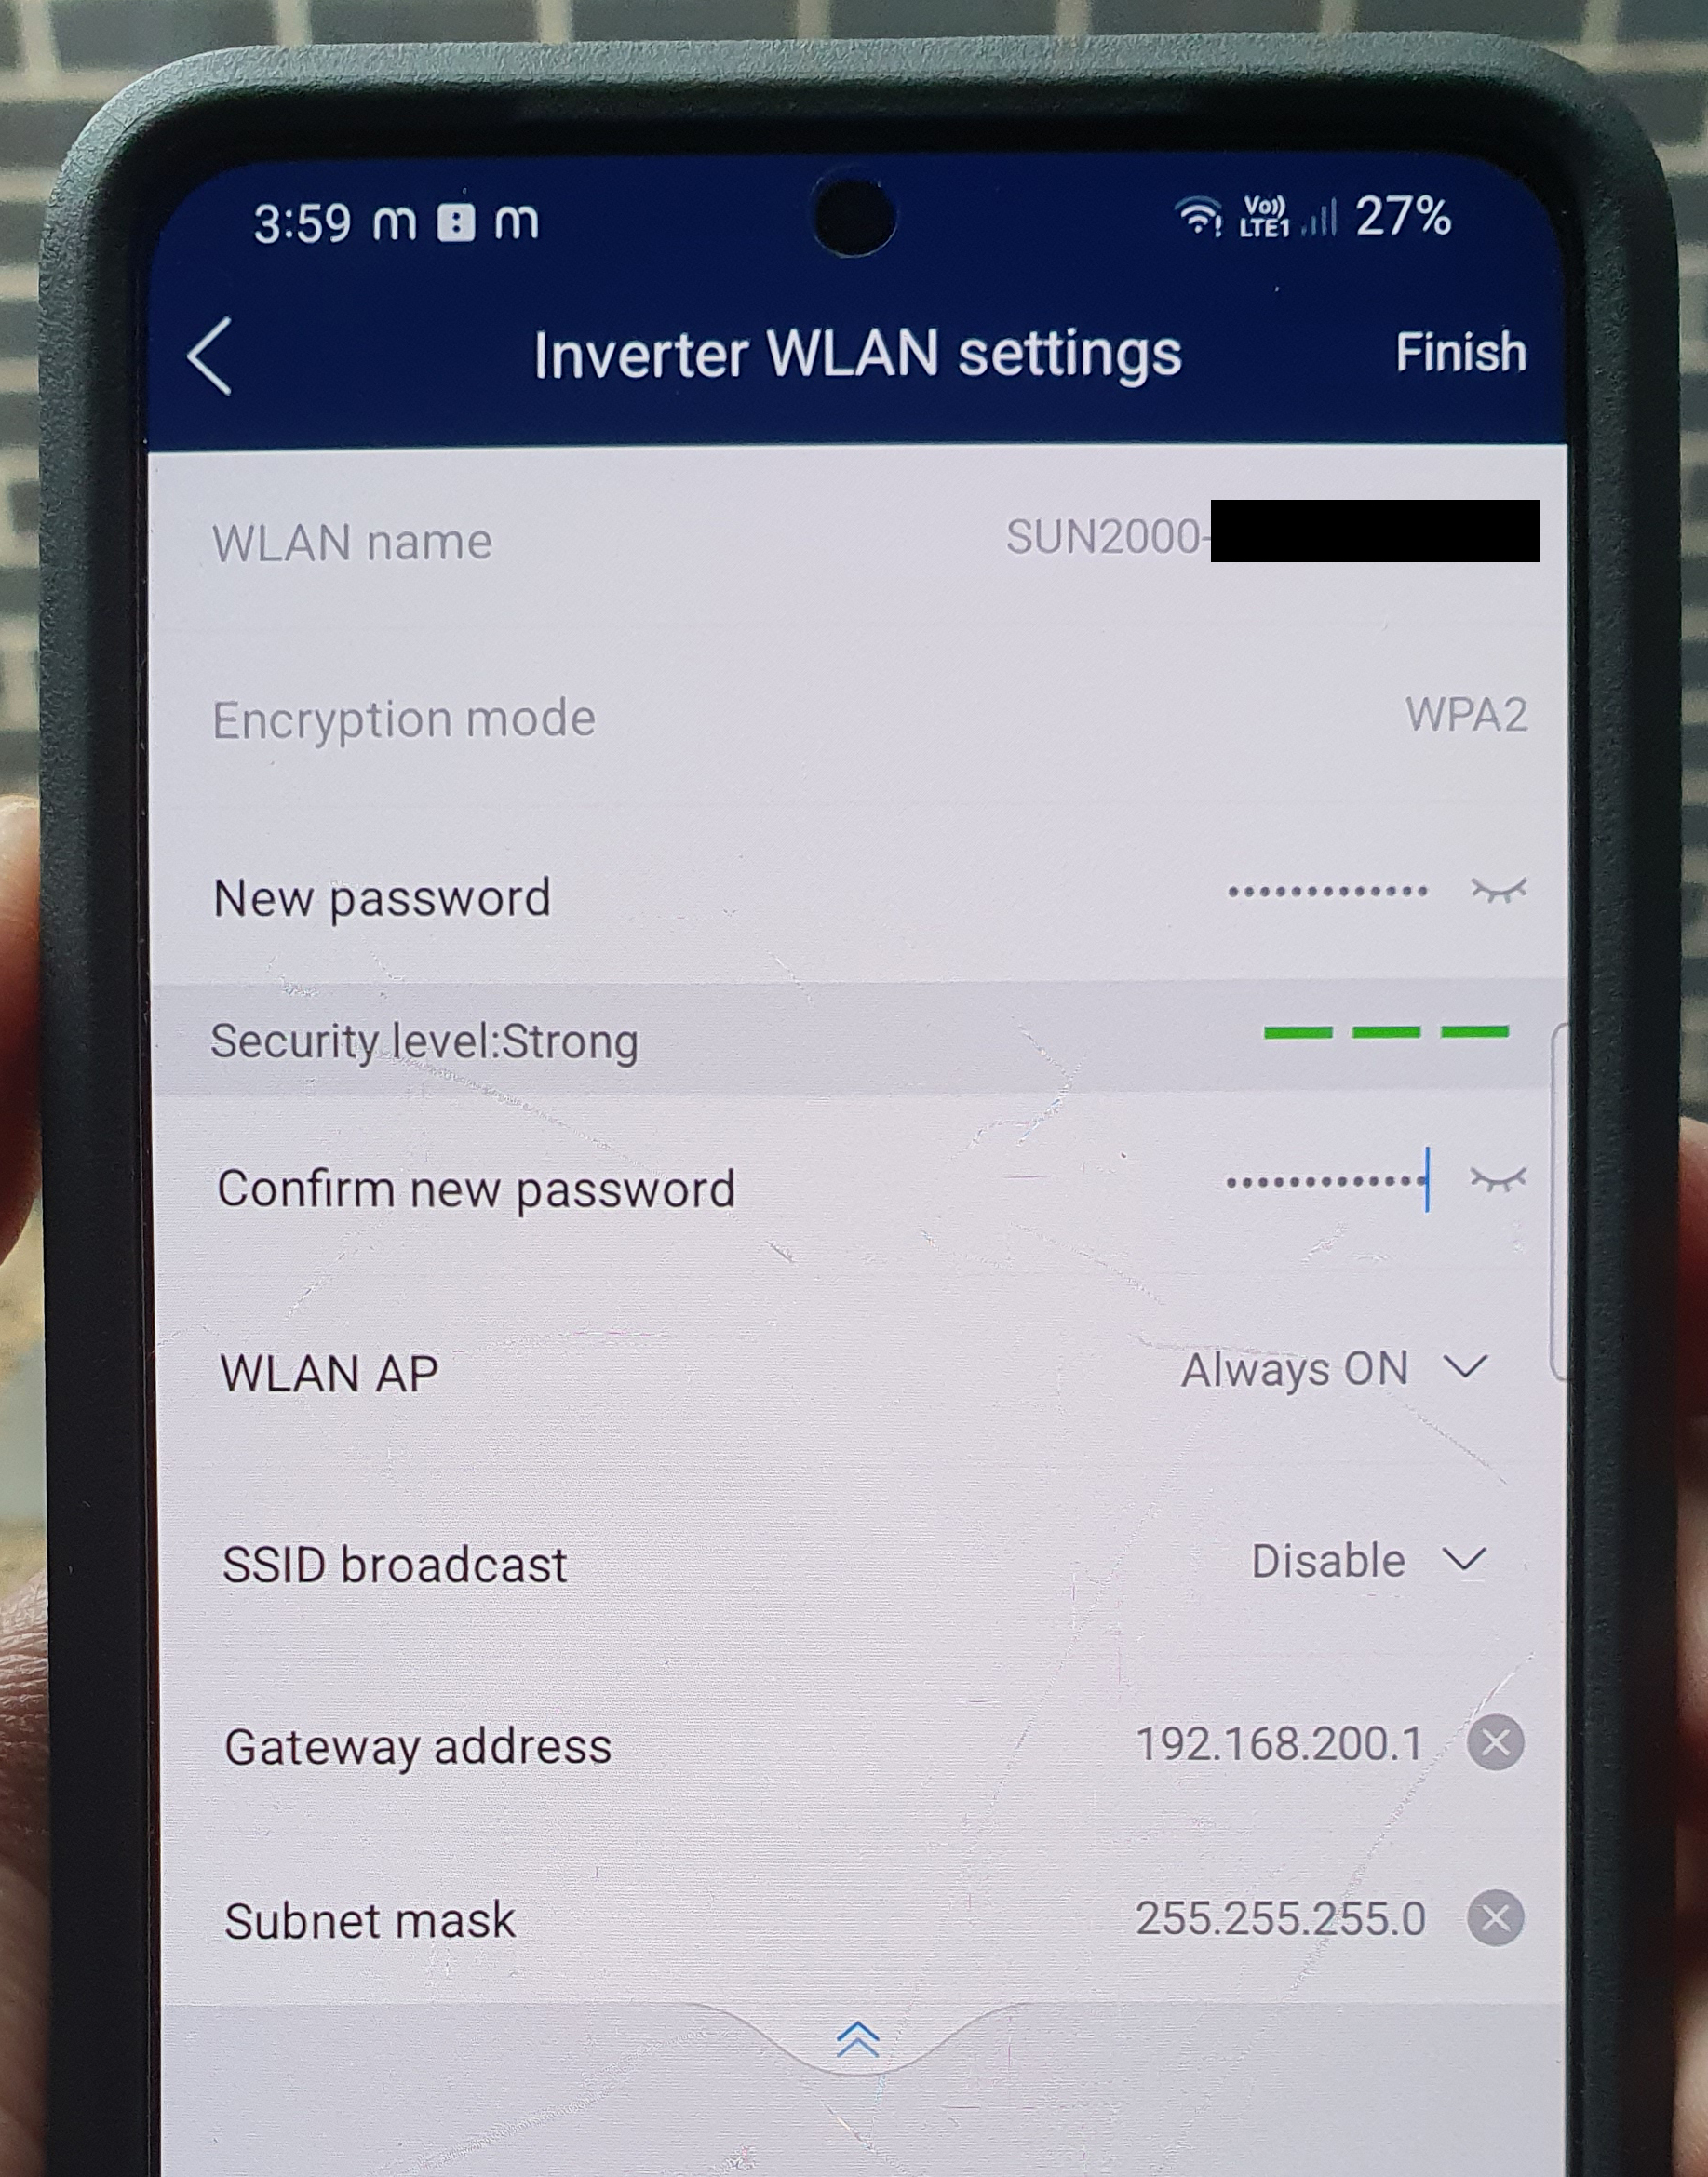 3:59 m m Vo)) LTE1 27%
Inverter WLAN settings Finish
WLAN name SUN2000-
Encryption mode WPA2
New password •••••••••••••
Security level:Strong
Confirm new password •••••••••••••
WLAN AP Always ON
SSID broadcast Disable
Gateway address 192.168.200.1
Subnet mask 255.255.255.0